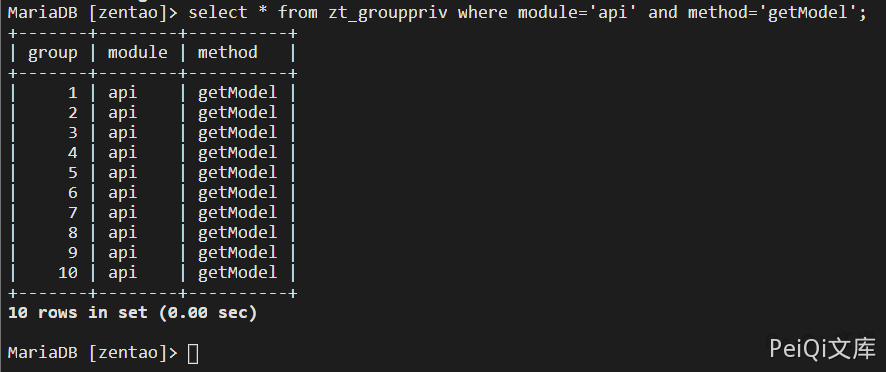 MariaDB [zentao]> select * from zt_grouppriv where module='api' and method='getModel';
+-------+--------+----------+
| group | module | method   |
+-------+--------+----------+
|     1 | api    | getModel |
|     2 | api    | getModel |
|     3 | api    | getModel |
|     4 | api    | getModel |
|     5 | api    | getModel |
|     6 | api    | getModel |
|     7 | api    | getModel |
|     8 | api    | getModel |
|     9 | api    | getModel |
|    10 | api    | getModel |
+-------+--------+----------+
10 rows in set (0.00 sec)
MariaDB [zentao]>
PeiQi文库